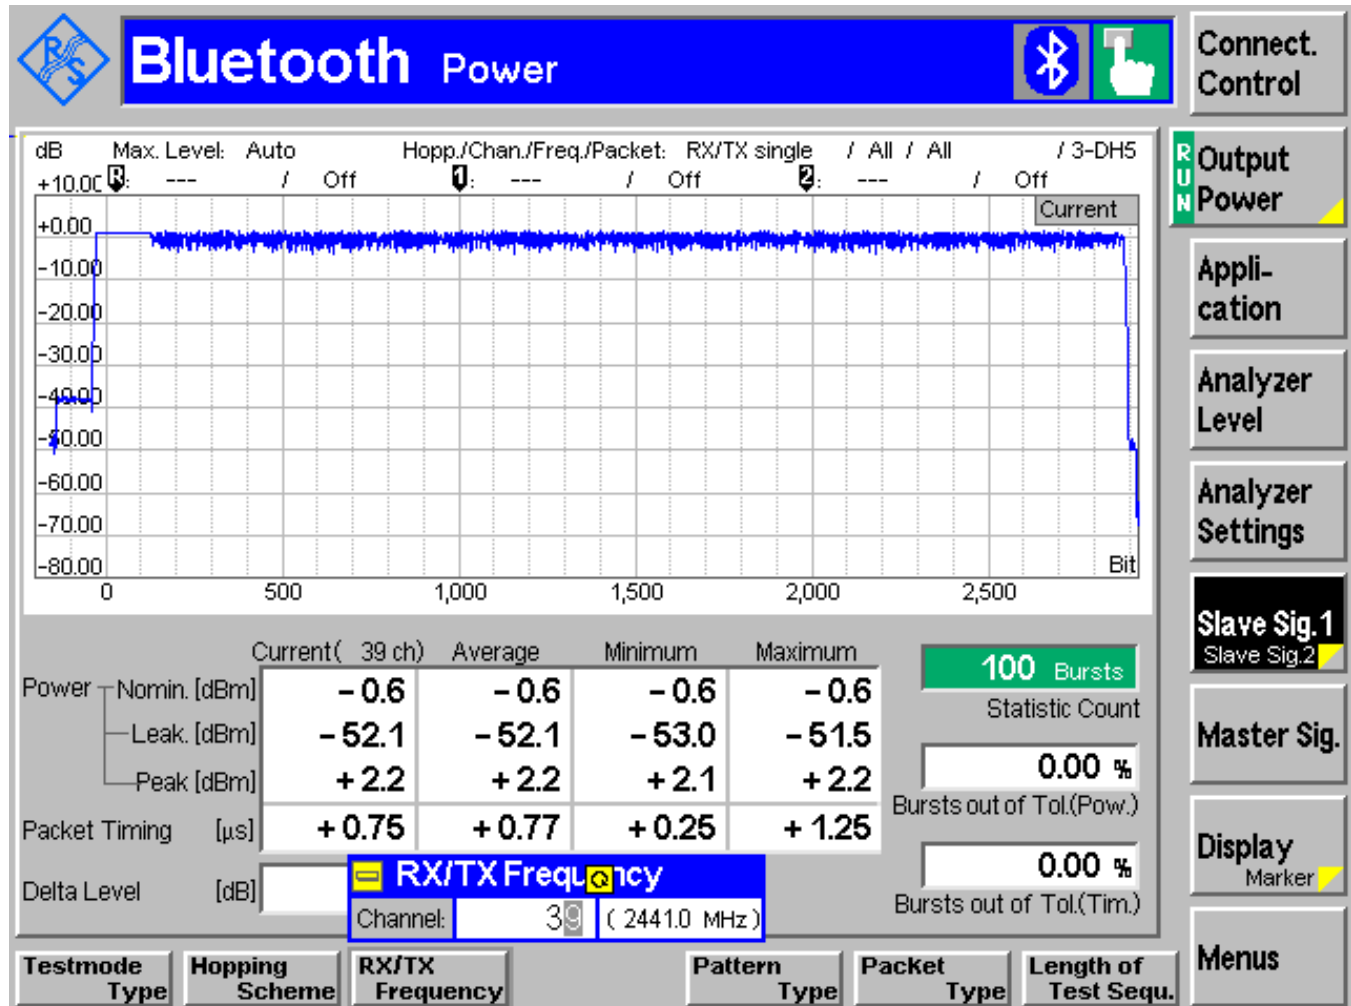 R S
Bluetooth Power
Connect. Control
dB Max. Level: Auto Hopp./Chan./Freq./Packet: RX/TX single / All / All / 3-DH5
+10.00 R: --- / Off 1: --- / Off 2: --- / Off
Current
+0.00
-10.00
-20.00
-30.00
-40.00
-50.00
-60.00
-70.00
-80.00
Bit
0 500 1,000 1,500 2,000 2,500
RUN
Output Power
Appli- cation
Analyzer Level
Analyzer Settings
Slave Sig.1
Slave Sig.2
Master Sig.
Display
Marker
Menus
Current( 39 ch) Average Minimum Maximum
Power Nomin. [dBm] - 0.6 - 0.6 - 0.6 - 0.6
Leak. [dBm] - 52.1 - 52.1 - 53.0 - 51.5
Peak [dBm] + 2.2 + 2.2 + 2.1 + 2.2
Packet Timing [µs] + 0.75 + 0.77 + 0.25 + 1.25
Delta Level [dB]
100 Bursts
Statistic Count
0.00 %
Bursts out of Tol.(Pow.)
0.00 %
Bursts out of Tol.(Tim.)
RX/TX Frequency
Channel: 39 ( 2441.0 MHz )
Testmode Type
Hopping Scheme
RX/TX Frequency
Pattern Type
Packet Type
Length of Test Sequ.